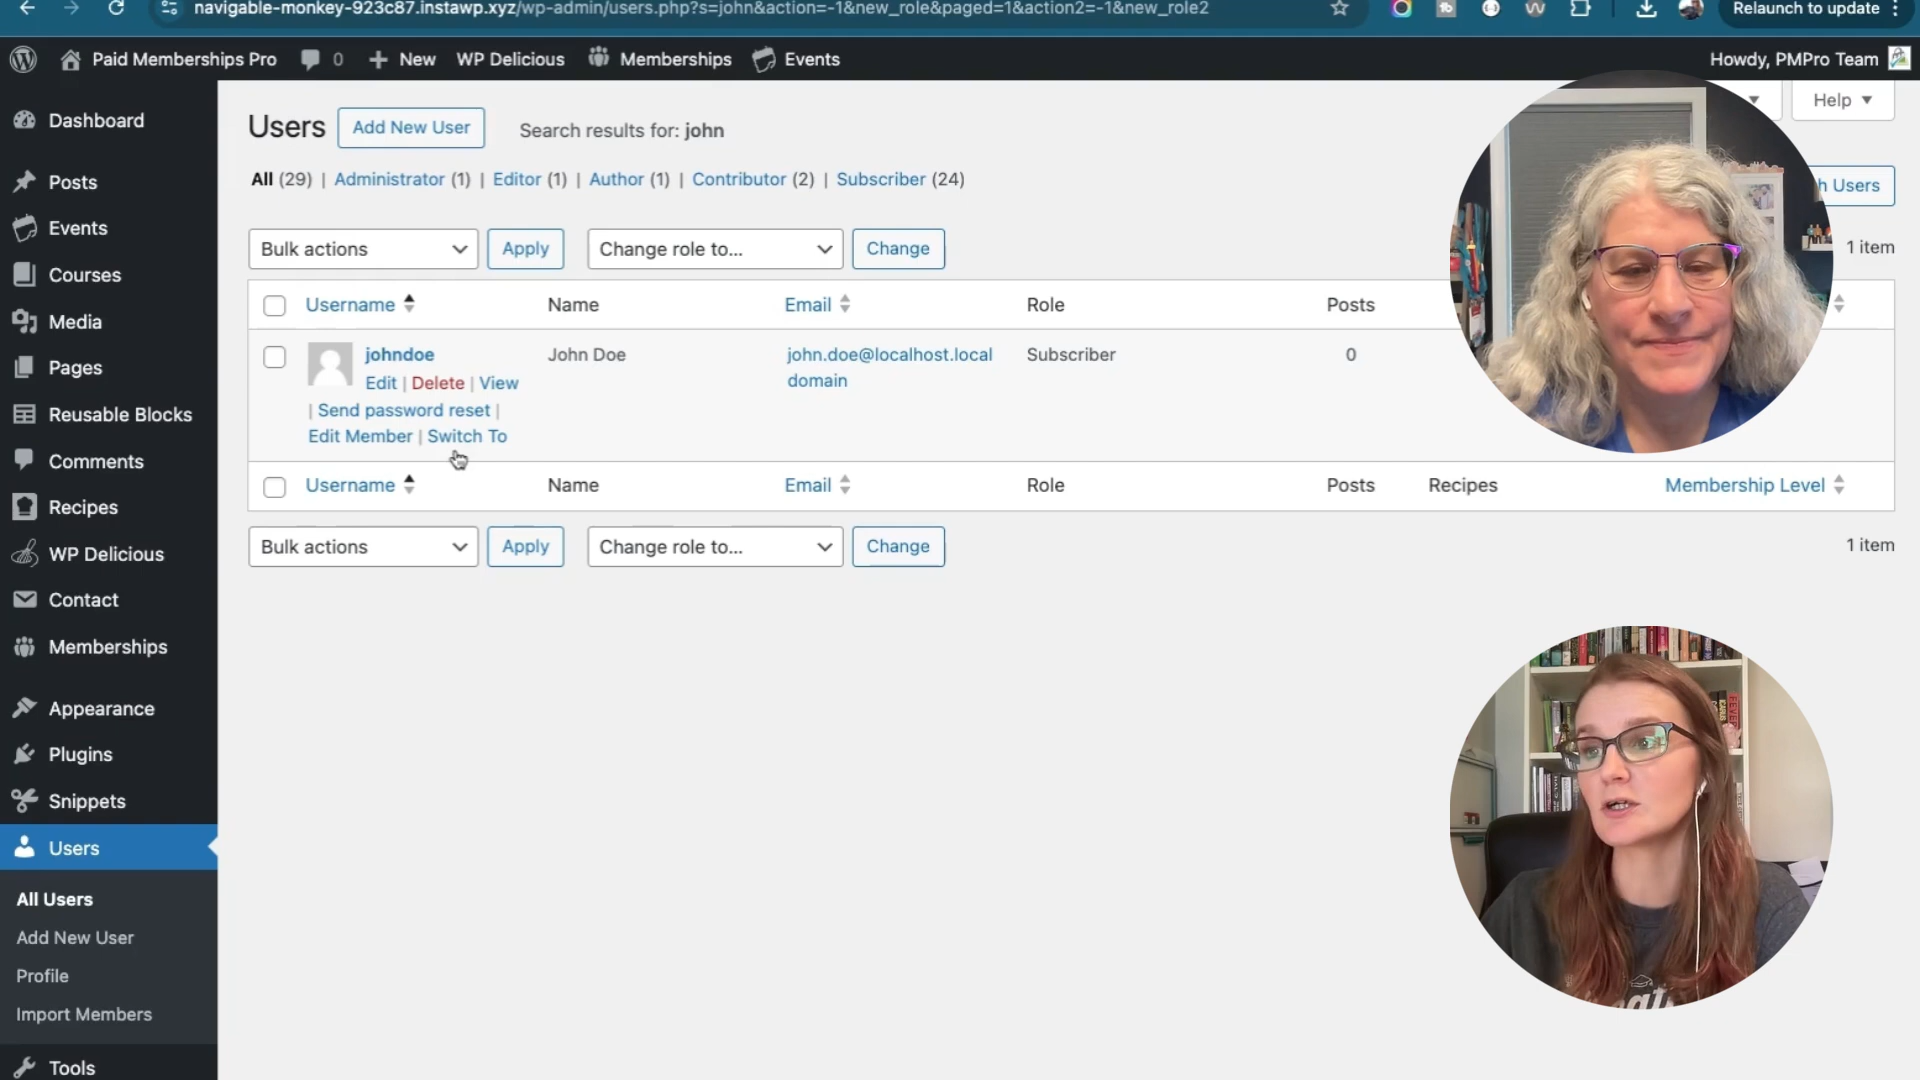 navigable-monkey-923c87.instawp.xyz/wp-admin/users.php?s=john&action=-1&new_role&paged=1&action2=-1&new_role2
Relaunch to update
Paid Memberships Pro 0 New WP Delicious Memberships Events
Howdy, PMPro Team
Dashboard
Posts
Events
Courses
Media
Pages
Reusable Blocks
Comments
Recipes
WP Delicious
Contact
Memberships
Appearance
Plugins
Snippets
Users
All Users
Add New User
Profile
Import Members
Tools
Help
Users Add New User Search results for: john
All (29) | Administrator (1) | Editor (1) | Author (1) | Contributor (2) | Subscriber (24)
Users
Bulk actions Apply Change role to... Change
1 item
Username Name Email Role Posts
johndoe John Doe john.doe@localhost.local Subscriber 0
domain
Edit | Delete | View
| Send password reset |
Edit Member | Switch To
Username Name Email Role Posts Recipes Membership Level
Bulk actions Apply Change role to... Change
1 item